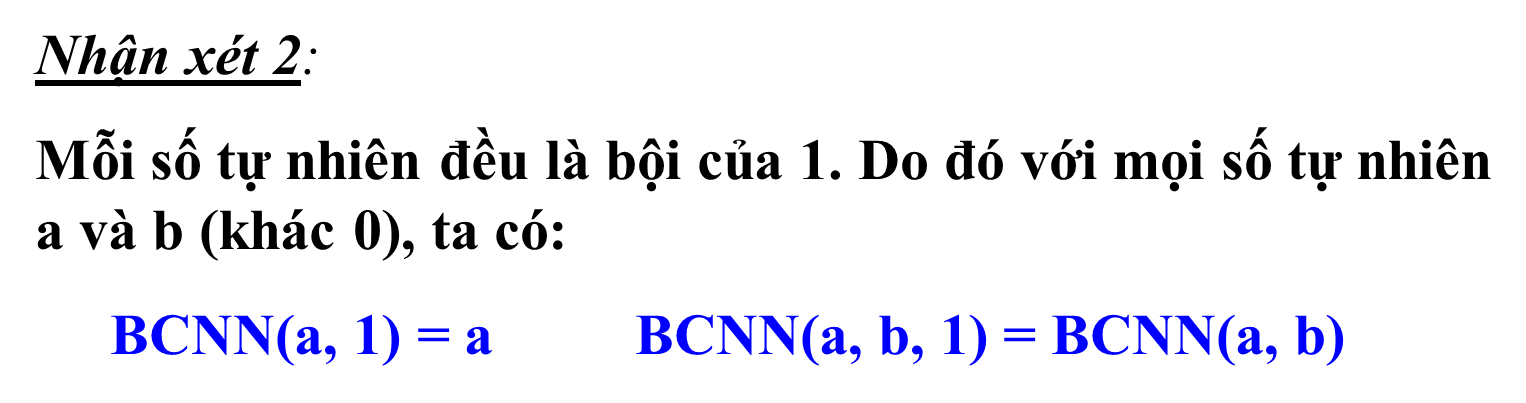 Nhận xét 2:
Mỗi số tự nhiên đều là bội của 1. Do đó với mọi số tự nhiên
a và b (khác 0), ta có:
BCNN(a, 1) = a BCNN(a, b, 1) = BCNN(a, b)